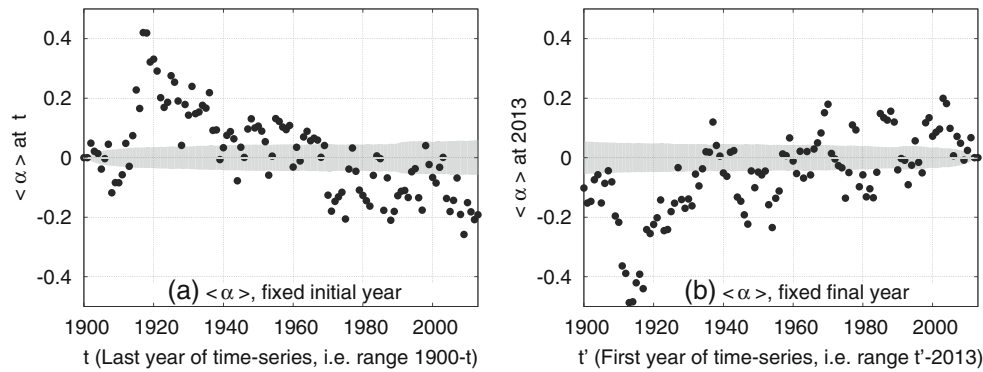 0.4
0.2
0
-0.2
-0.4
< α > at t
(a) < α >, fixed initial year
1900 1920 1940 1960 1980 2000
t (Last year of time-series, i.e. range 1900-t)
0.4
0.2
0
-0.2
-0.4
< α > at 2013
(b) < α >, fixed final year
1900 1920 1940 1960 1980 2000
t' (First year of time-series, i.e. range t'-2013)